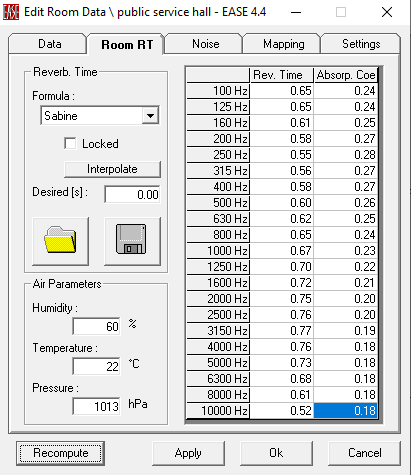 EASE Edit Room Data \ public service hall - EASE 4.4
Data Room RT Noise Mapping Settings
Reverb. Time
Formula :
Sabine
Locked
Interpolate
Desired [s] : 0.00
Air Parameters
Humidity :
60 %
Temperature :
22 °C
Pressure :
1013 hPa
Rev. Time Absorp. Coe
100 Hz 0.65 0.24
125 Hz 0.65 0.24
160 Hz 0.61 0.25
200 Hz 0.58 0.27
250 Hz 0.55 0.28
315 Hz 0.56 0.27
400 Hz 0.58 0.27
500 Hz 0.60 0.26
630 Hz 0.62 0.25
800 Hz 0.65 0.24
1000 Hz 0.67 0.23
1250 Hz 0.70 0.22
1600 Hz 0.72 0.21
2000 Hz 0.75 0.20
2500 Hz 0.76 0.20
3150 Hz 0.77 0.19
4000 Hz 0.76 0.18
5000 Hz 0.73 0.18
6300 Hz 0.68 0.18
8000 Hz 0.61 0.18
10000 Hz 0.52 0.18
Recompute Apply Ok Cancel